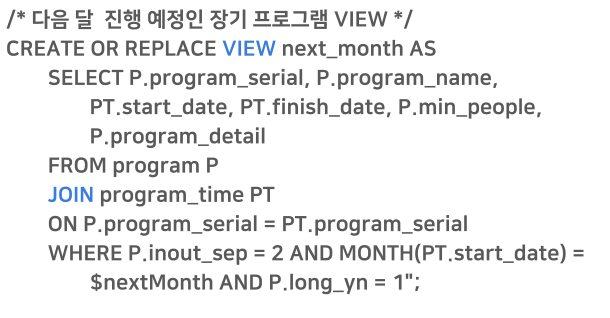 /* 다음 달  진행 예정인 장기 프로그램 VIEW */
CREATE OR REPLACE VIEW next_month AS
SELECT P.program_serial, P.program_name,
PT.start_date, PT.finish_date, P.min_people,
P.program_detail
FROM program P
JOIN program_time PT
ON P.program_serial = PT.program_serial
WHERE P.inout_sep = 2 AND MONTH(PT.start_date) =
$nextMonth AND P.long_yn = 1";